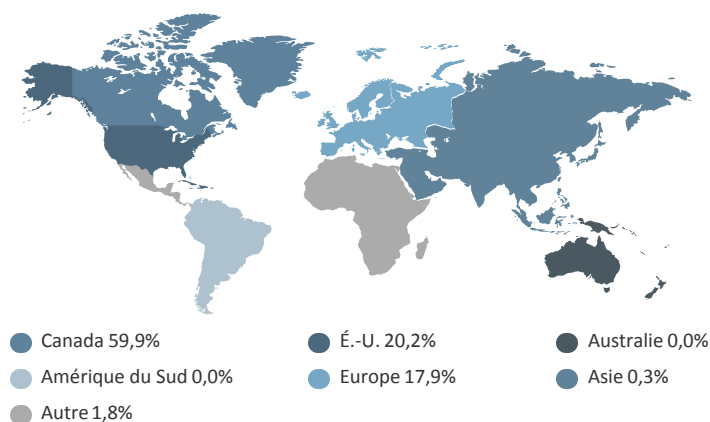 Canada 59,9%
É.-U. 20,2%
Australie 0,0%
Amérique du Sud 0,0%
Europe 17,9%
Asie 0,3%
Autre 1,8%